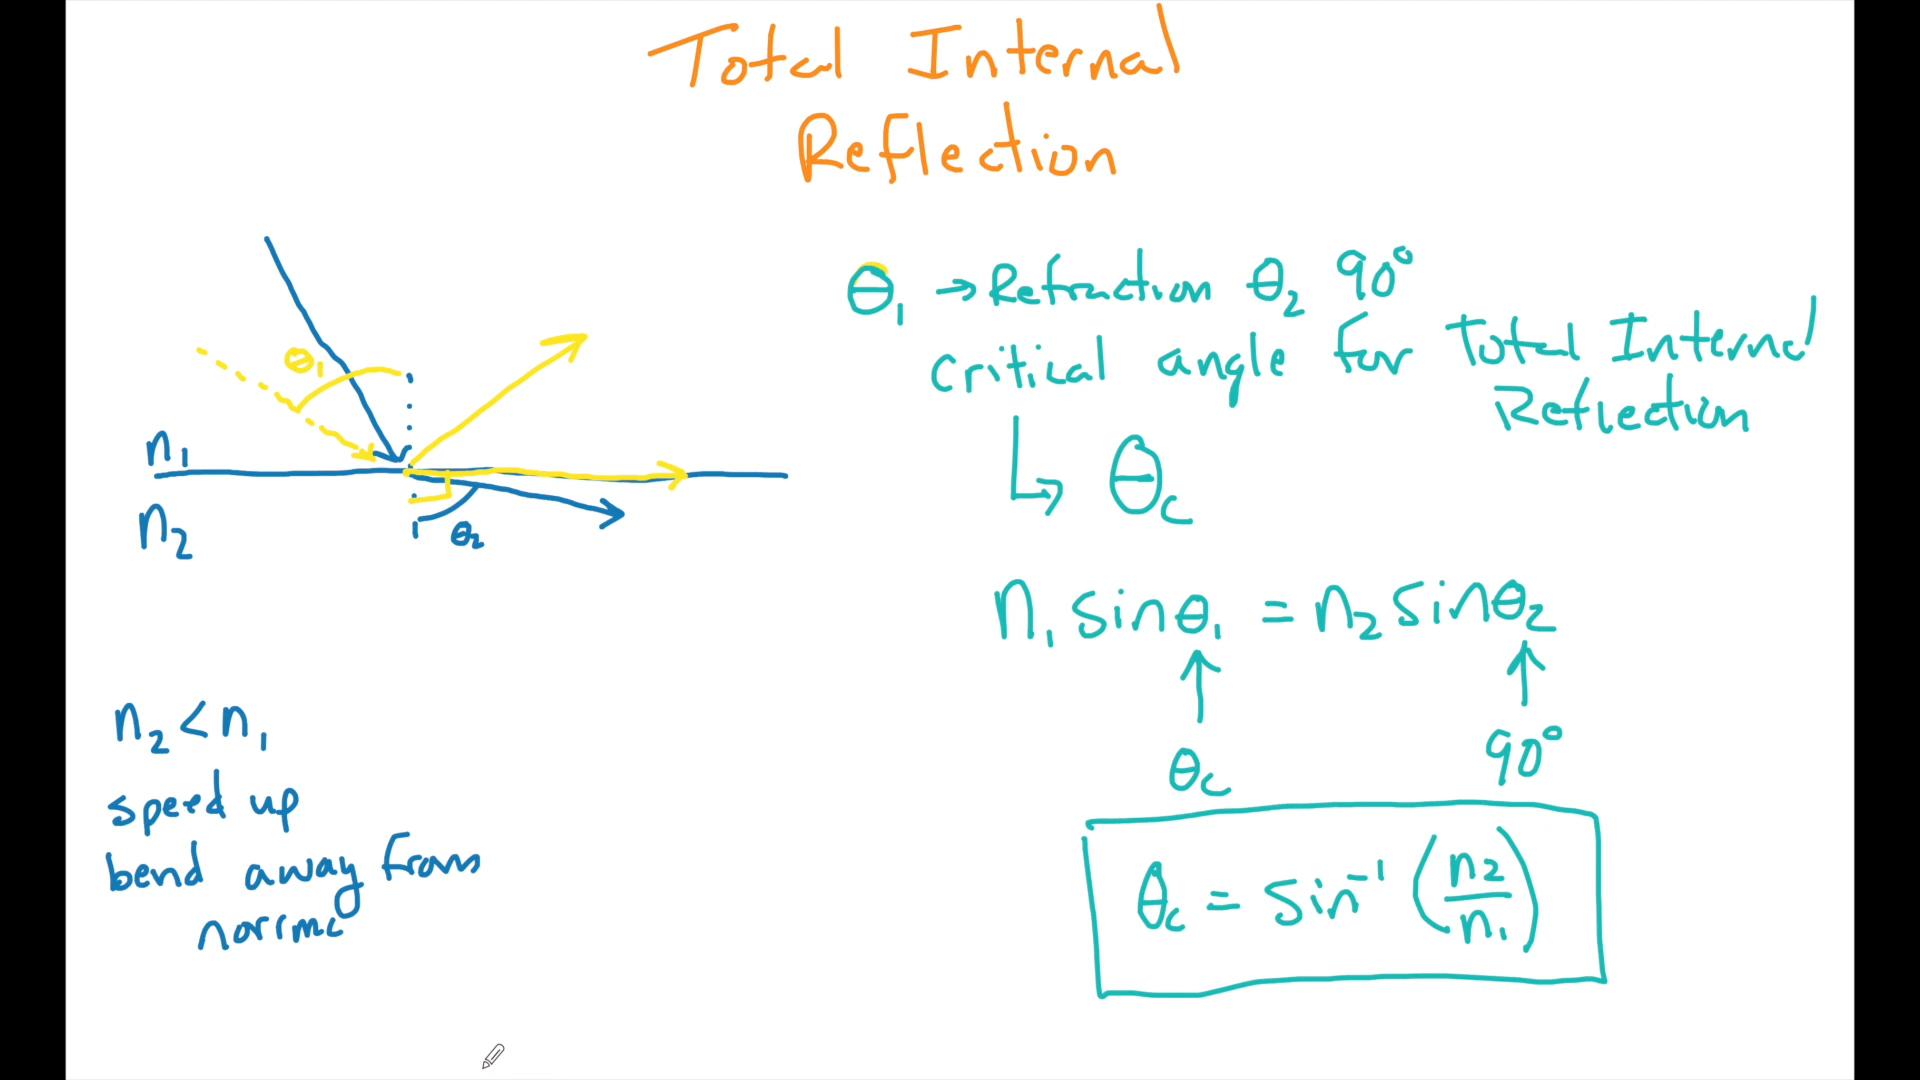 Total Internal
Reflection
θ₁ → Refraction θ₂ 90°
critical angle for Total Internal
Reflection
θc
θ₁
n₁
n₂
θ₂
n₁ sinθ₁ = n₂ sinθ₂
θc 90°
θc = sin⁻¹ (n₂/n₁)
n₂ < n₁
speed up
bend away from
normal